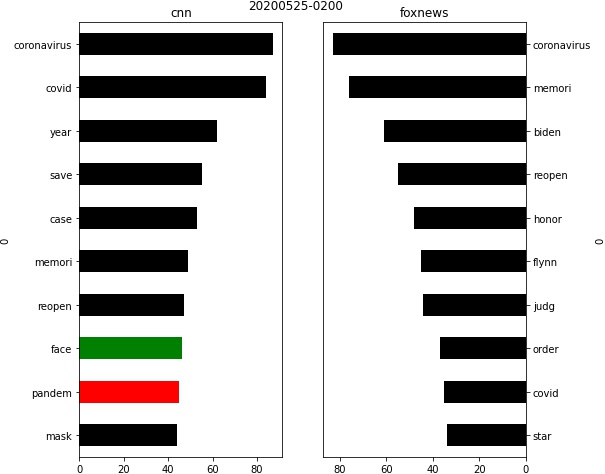 20200525-0200
cnn
foxnews
coronavirus
covid
year
save
case
memori
reopen
face
pandem
mask
0
0 20 40 60 80
coronavirus
memori
biden
reopen
honor
flynn
judg
order
covid
star
0
80 60 40 20 0